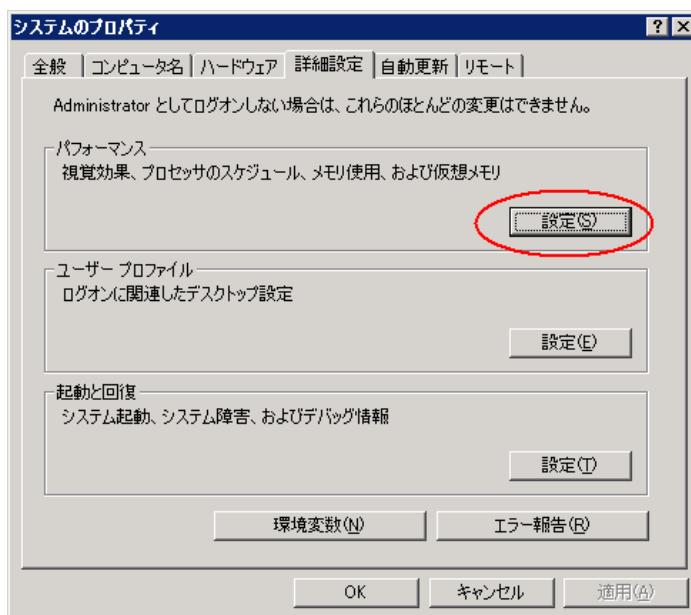 システムのプロパティ
全般 コンピュータ名 ハードウェア 詳細設定 自動更新 リモート
Administrator としてログオンしない場合は、これらのほとんどの変更はできません。
パフォーマンス
視覚効果、プロセッサのスケジュール、メモリ使用、および仮想メモリ
設定(S)
ユーザー プロファイル
ログオンに関連したデスクトップ設定
設定(E)
起動と回復
システム起動、システム障害、およびデバッグ情報
設定(T)
環境変数(N) エラー報告(R)
OK キャンセル 適用(A)